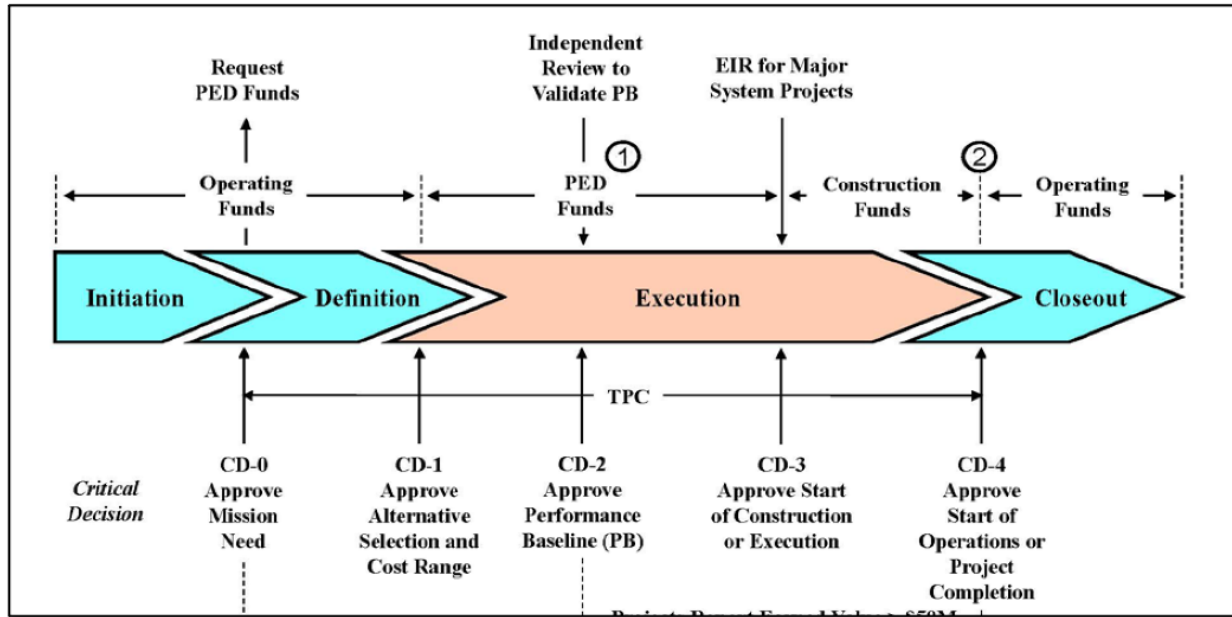 Request
PED Funds
Independent
Review to
Validate PB
EIR for Major
System Projects
1
2
Operating
Funds
PED
Funds
Construction
Funds
Operating
Funds
Initiation
Definition
Execution
Closeout
TPC
Critical
Decision
CD-0
Approve
Mission
Need
CD-1
Approve
Alternative
Selection and
Cost Range
CD-2
Approve
Performance
Baseline (PB)
CD-3
Approve Start
of Construction
or Execution
CD-4
Approve
Start of
Operations or
Project
Completion